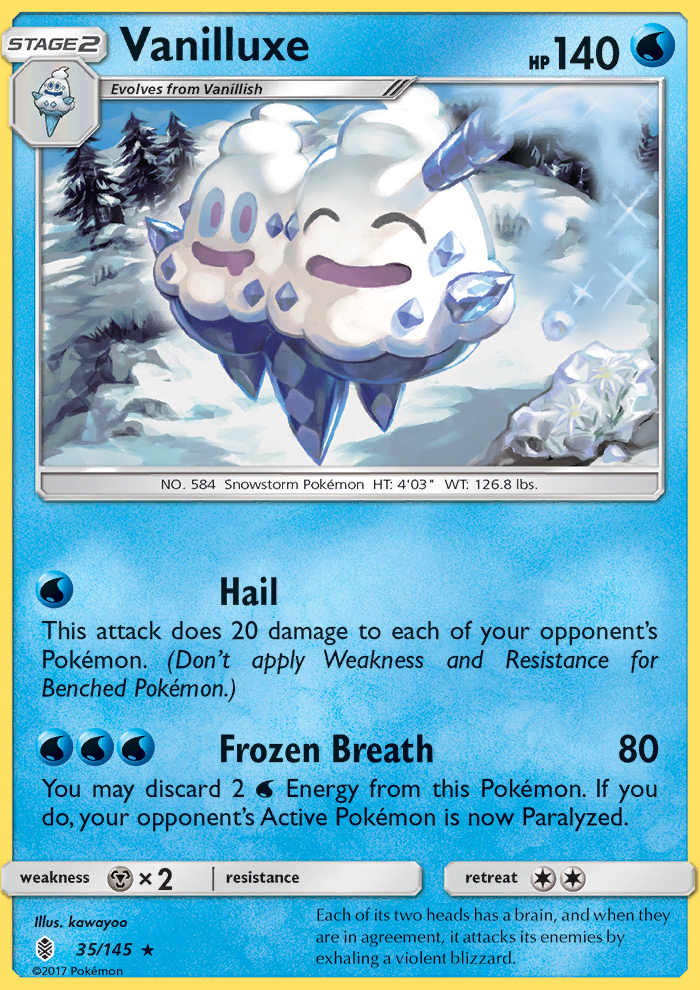 STAGE 2 Vanilluxe HP 140
Evolves from Vanillish
NO. 584 Snowstorm Pokémon HT: 4'03" WT: 126.8 lbs.
Hail
This attack does 20 damage to each of your opponent's
Pokémon. (Don't apply Weakness and Resistance for
Benched Pokémon.)
Frozen Breath 80
You may discard 2 Energy from this Pokémon. If you
do, your opponent's Active Pokémon is now Paralyzed.
weakness ×2 resistance retreat
Illus. kawayoo
35/145 ★
©2017 Pokémon
Each of its two heads has a brain, and when they
are in agreement, it attacks its enemies by
exhaling a violent blizzard.